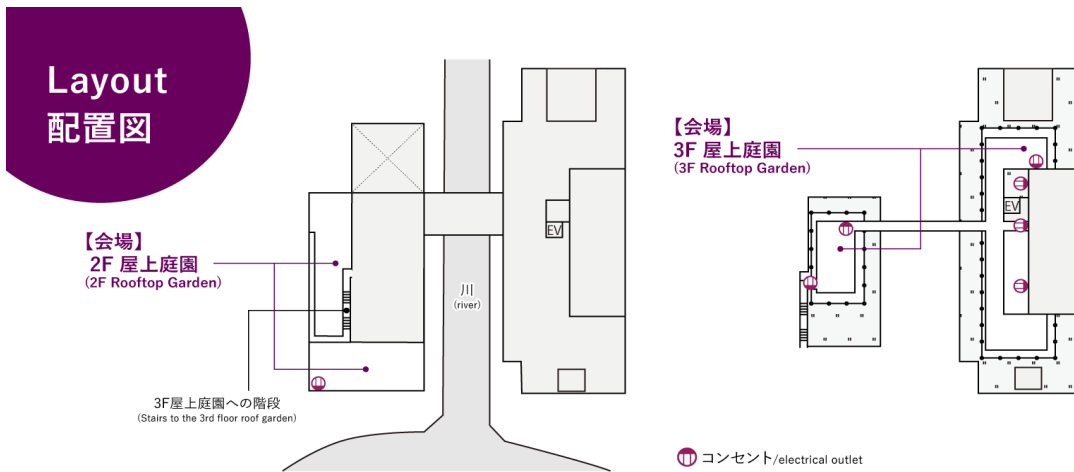 Layout
配置図
【会場】
2F 屋上庭園
(2F Rooftop Garden)
3F屋上庭園への階段
(Stairs to the 3rd floor roof garden)
川
(river)
EV
【会場】
3F 屋上庭園
(3F Rooftop Garden)
EV
コンセント/electrical outlet